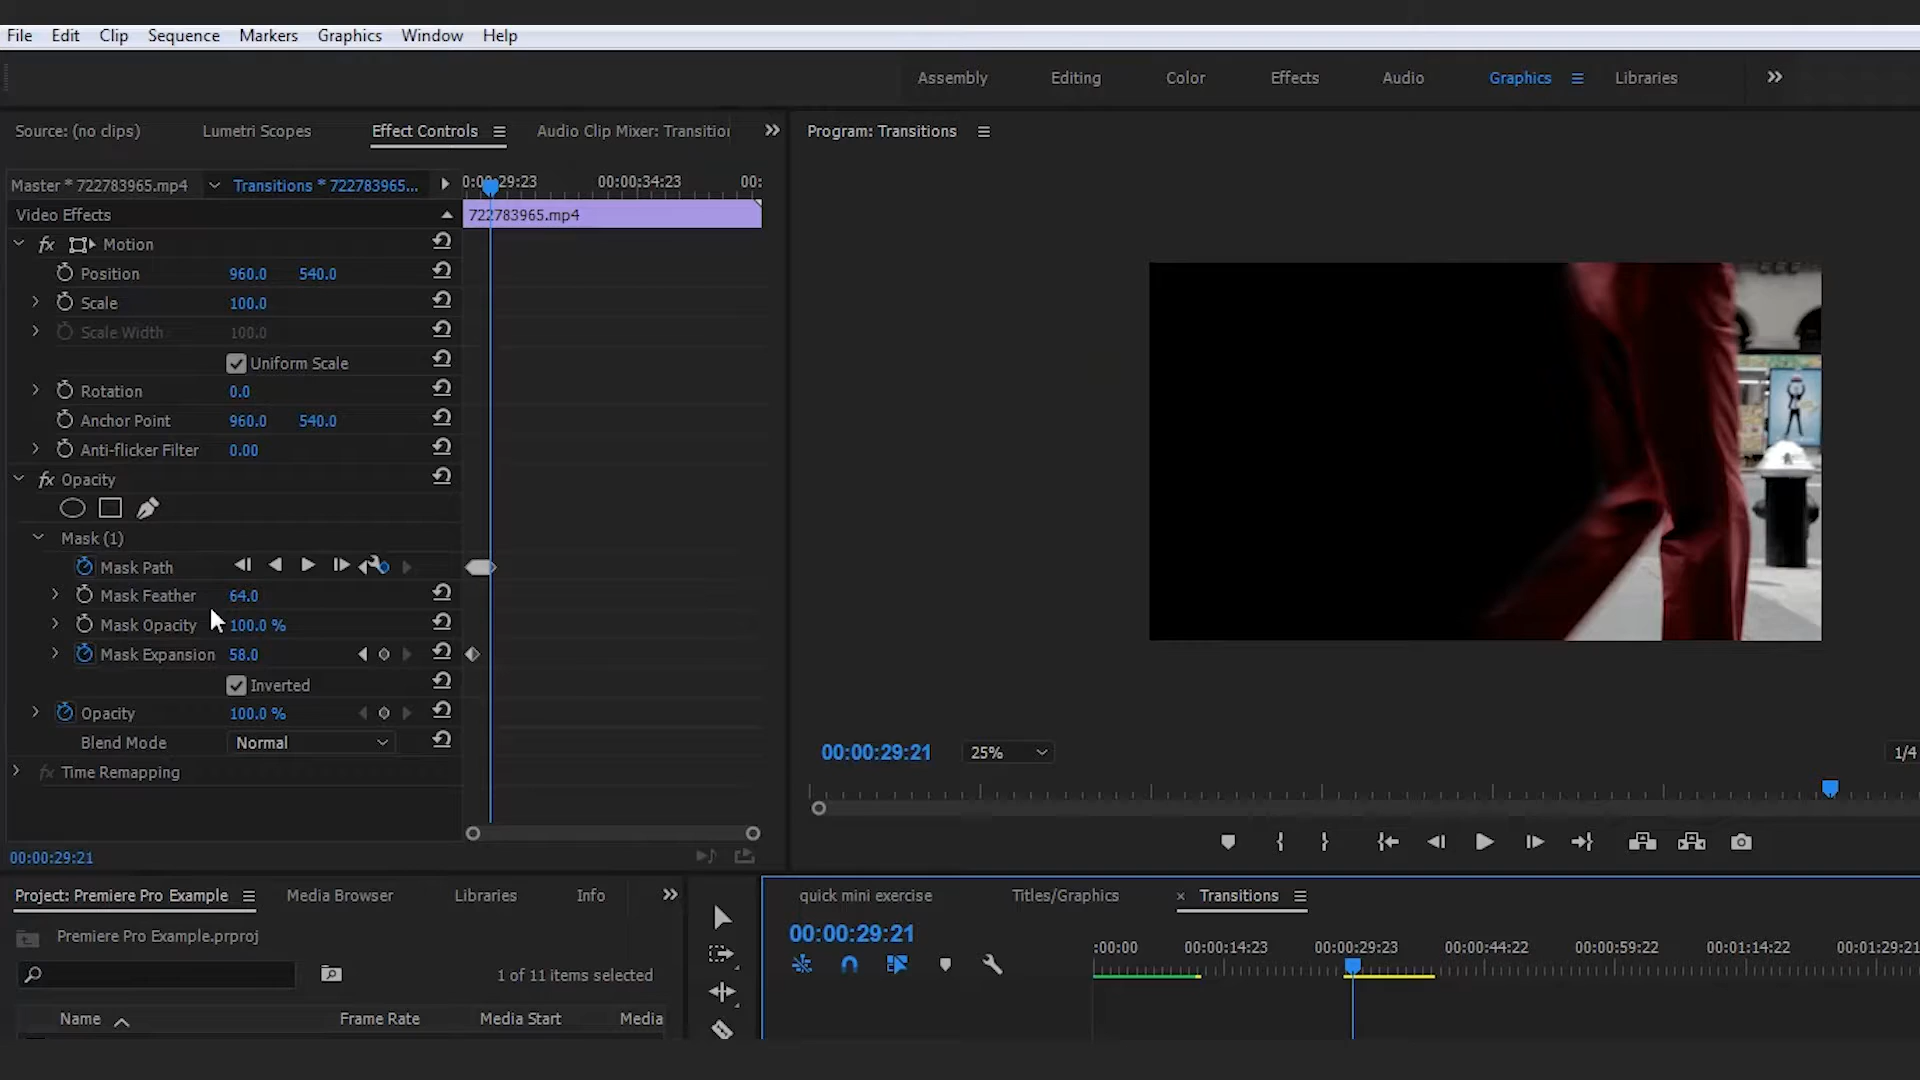 File Edit Clip Sequence Markers Graphics Window Help
Assembly Editing Color Effects Audio Graphics Libraries
Source: (no clips) Lumetri Scopes Effect Controls Audio Clip Mixer: Transition
Program: Transitions
Master * 722783965.mp4 Transitions * 722783965...
00:00:34:23
Video Effects
722783965.mp4
fx Motion
Position 960.0 540.0
Scale 100.0
Scale Width 100.0
Uniform Scale
Rotation 0.0
Anchor Point 960.0 540.0
Anti-flicker Filter 0.00
fx Opacity
Mask (1)
Mask Path
Mask Feather 64.0
Mask Opacity 100.0 %
Mask Expansion 58.0
Inverted
Opacity 100.0 %
Blend Mode Normal
fx Time Remapping
00:00:29:21
00:00:29:21 25% 1/4
Project: Premiere Pro Example Media Browser Libraries Info
Premiere Pro Example.prproj
1 of 11 items selected
Name Frame Rate Media Start Media
quick mini exercise Titles/Graphics × Transitions
00:00:29:21
:00:00 00:00:14:23 00:00:29:23 00:00:44:22 00:00:59:22 00:01:14:22 00:01:29:21